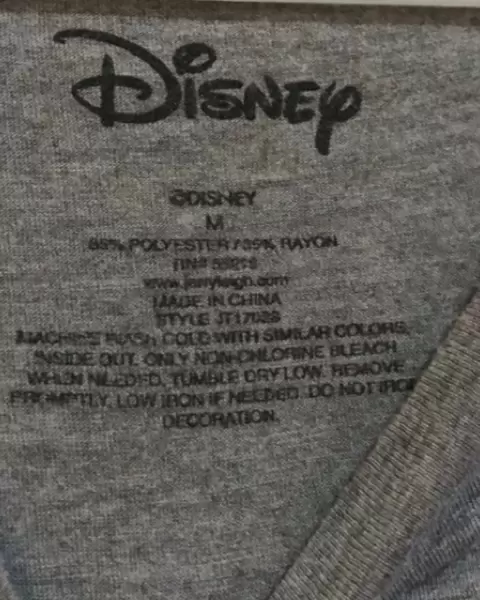 Disney
©DISNEY
M
POLYESTER / 35% RAYON
RN#
www.jerryleigh.com
MADE IN CHINA
STYLE
MACHINE WASH COLD WITH SIMILAR COLORS,
INSIDE OUT. ONLY NON-CHLORINE BLEACH
WHEN NEEDED. TUMBLE DRY LOW. REMOVE
PROMPTLY. LOW IRON IF NEEDED. DO NOT IRON
DECORATION.